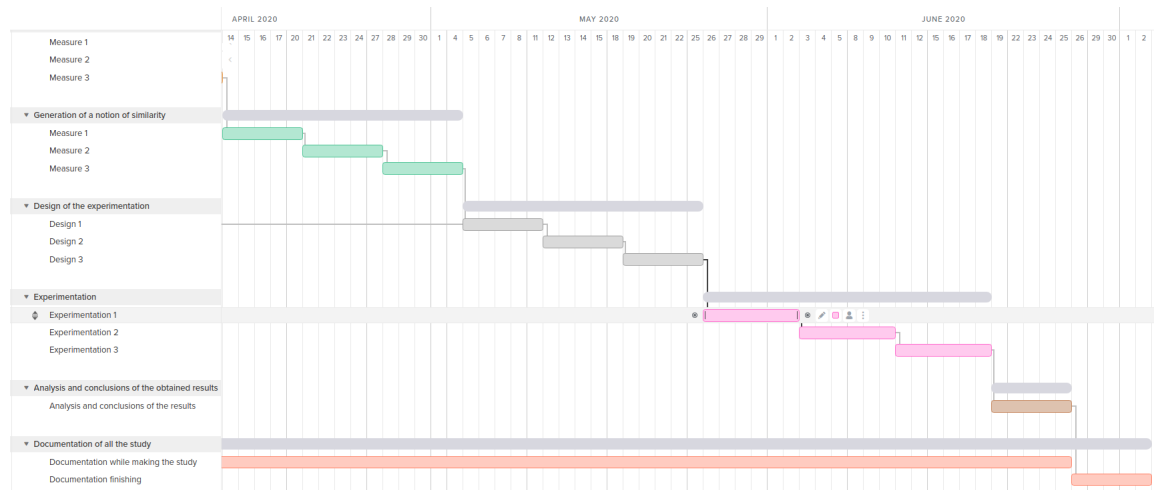 APRIL 2020 MAY 2020 JUNE 2020
14 15 16 17 20 21 22 23 24 27 28 29 30 1 4 5 6 7 8 11 12 13 14 15 18 19 20 21 22 25 26 27 28 29 1 2 3 4 5 8 9 10 11 12 15 16 17 18 19 22 23 24 25 26 29 30 1 2
Measure 1
Measure 2
Measure 3
Generation of a notion of similarity
Measure 1
Measure 2
Measure 3
Design of the experimentation
Design 1
Design 2
Design 3
Experimentation
Experimentation 1
Experimentation 2
Experimentation 3
Analysis and conclusions of the obtained results
Analysis and conclusions of the results
Documentation of all the study
Documentation while making the study
Documentation finishing